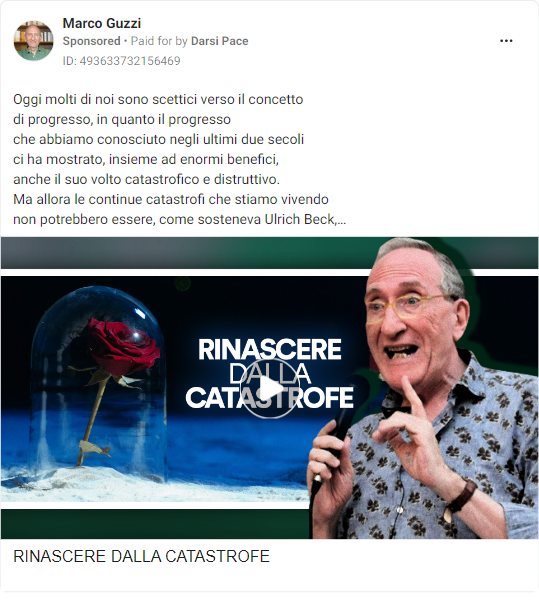 Marco Guzzi
Sponsored • Paid for by Darsi Pace
ID: 493633732156469
Oggi molti di noi sono scettici verso il concetto
di progresso, in quanto il progresso
che abbiamo conosciuto negli ultimi due secoli
ci ha mostrato, insieme ad enormi benefici,
anche il suo volto catastrofico e distruttivo.
Ma allora le continue catastrofi che stiamo vivendo
non potrebbero essere, come sosteneva Ulrich Beck,...
RINASCERE
DALLA
CATASTROFE
RINASCERE DALLA CATASTROFE